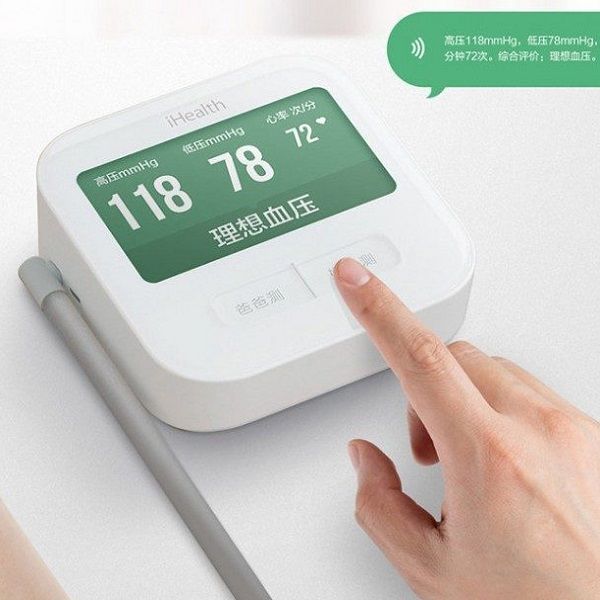 高压118mmHg，低压78mmHg，
分钟72次。综合评价；理想血压。
iHealth
高压mmHg 低压mmHg 心率 次/分
118 78 72
理想血压
爸爸测 测